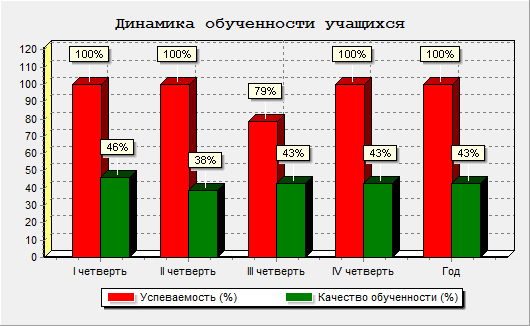 Динамика обученности учащихся
120
110
100
90
80
70
60
50
40
30
20
10
0
100% 100% 79% 100% 100%
46% 38% 43% 43% 43%
I четверть II четверть III четверть IV четверть Год
Успеваемость (%) Качество обученности (%)